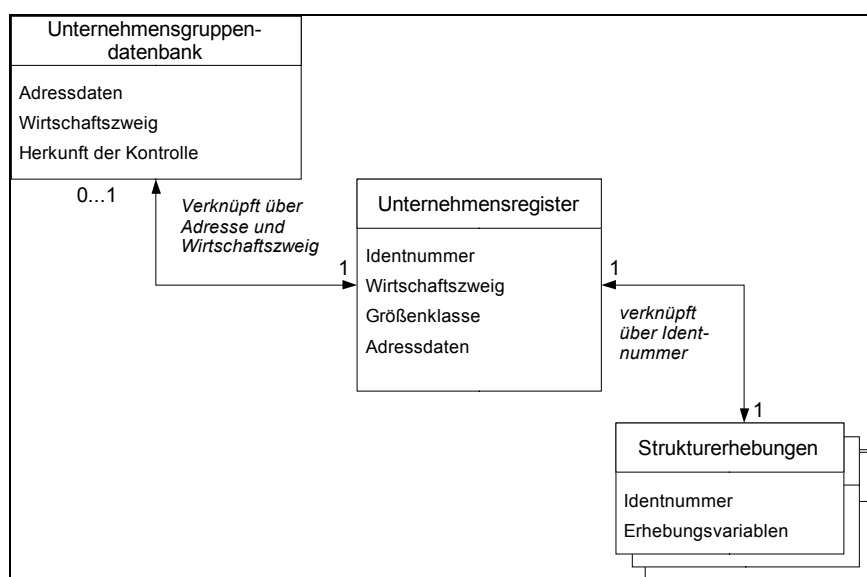 Unternehmensgruppen-
datenbank
Adressdaten
Wirtschaftszweig
Herkunft der Kontrolle
0...1
Verknüpft über
Adresse und
Wirtschaftszweig
1
Unternehmensregister
Identnummer
Wirtschaftszweig
Größenklasse
Adressdaten
1
verknüpft
über Ident-
nummer
1
Strukturerhebungen
Identnummer
Erhebungsvariablen